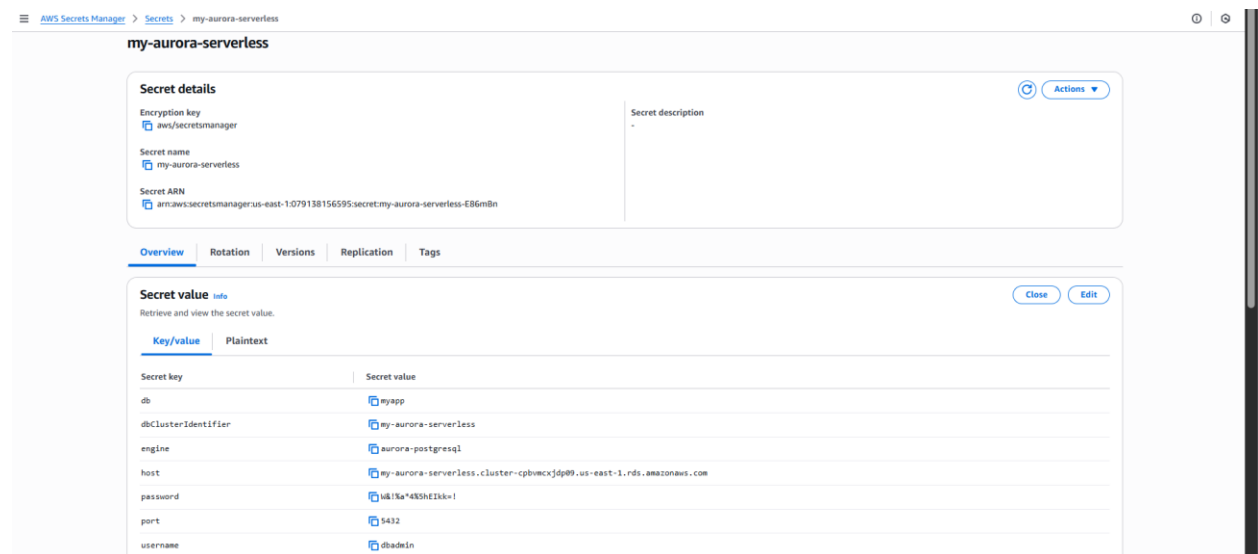 AWS Secrets Manager > Secrets > my-aurora-serverless
my-aurora-serverless
Secret details
Actions
Encryption key
aws/secretsmanager
Secret description
-
Secret name
my-aurora-serverless
Secret ARN
arn:aws:secretsmanager:us-east-1:079138156595:secret:my-aurora-serverless-E86mBn
Overview Rotation Versions Replication Tags
Secret value Info
Close Edit
Retrieve and view the secret value.
Key/value Plaintext
Secret key Secret value
db myapp
dbClusterIdentifier my-aurora-serverless
engine aurora-postgresql
host my-aurora-serverless.cluster-cpbvmcxjdp09.us-east-1.rds.amazonaws.com
password W&!%a*4%5hEIkk=!
port 5432
username dbadmin